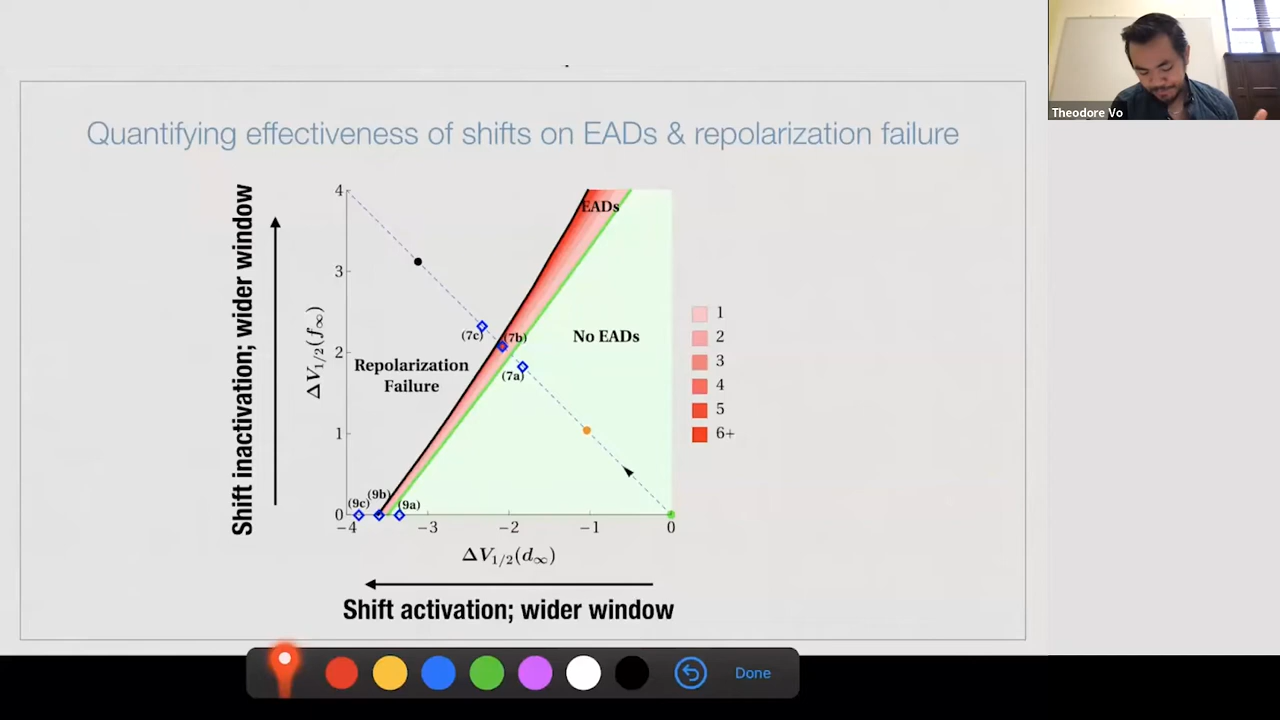 Theodore Vo
Quantifying effectiveness of shifts on EADs & repolarization failure
Shift inactivation; wider window
ΔV1/2(f∞)
4
3
2
1
0
EADs
No EADs
Repolarization
Failure
(7c)
(7b)
(7a)
(9c)
(9b)
(9a)
−4
−3
−2
−1
0
ΔV1/2(d∞)
1
2
3
4
5
6+
Shift activation; wider window
Done